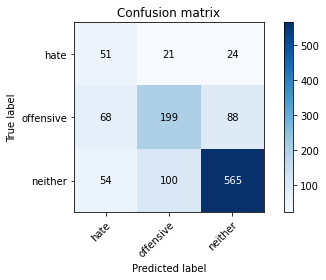 Confusion matrix
hate 51 21 24
offensive 68 199 88
neither 54 100 565
hate offensive neither
True label
Predicted label
500
400
300
200
100